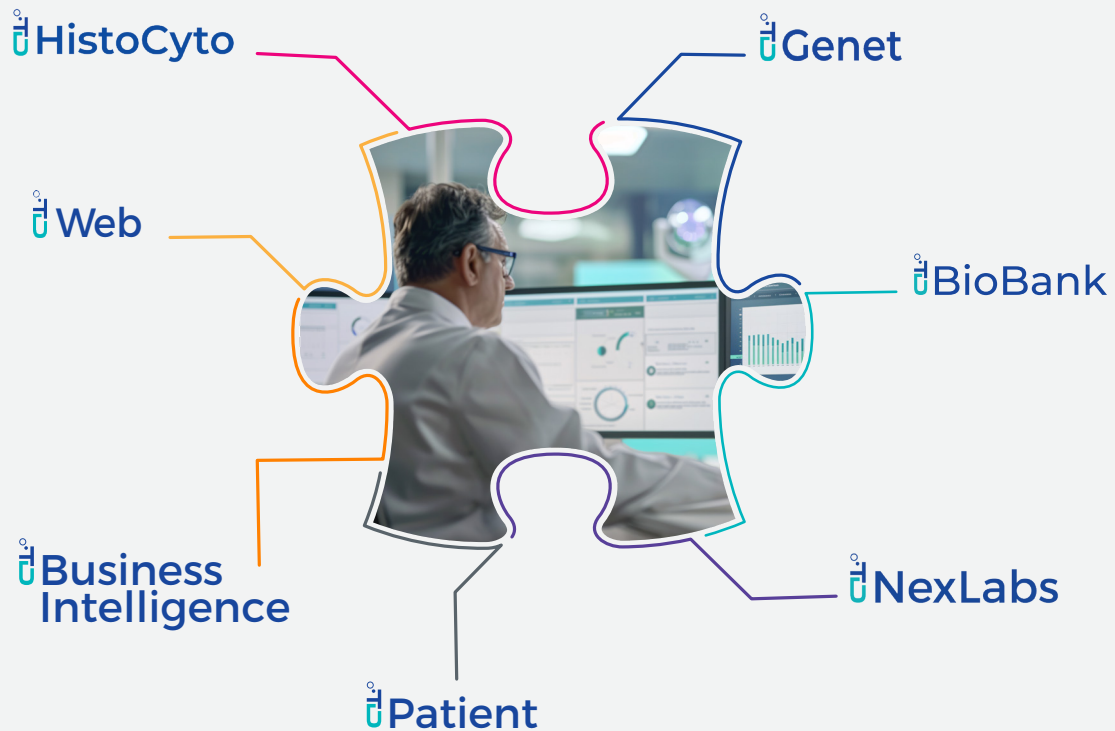 HistoCyto
Genet
Web
BioBank
Business
Intelligence
NexLabs
Patient